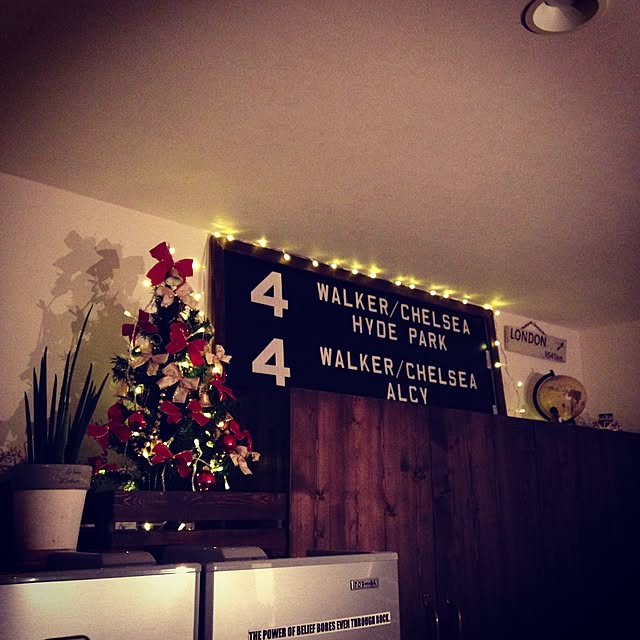 4 WALKER/CHELSEA
HYDE PARK
4 WALKER/CHELSEA
ALCY
LONDON
THE POWER OF BELIEF BORES EVEN THROUGH ROCK.